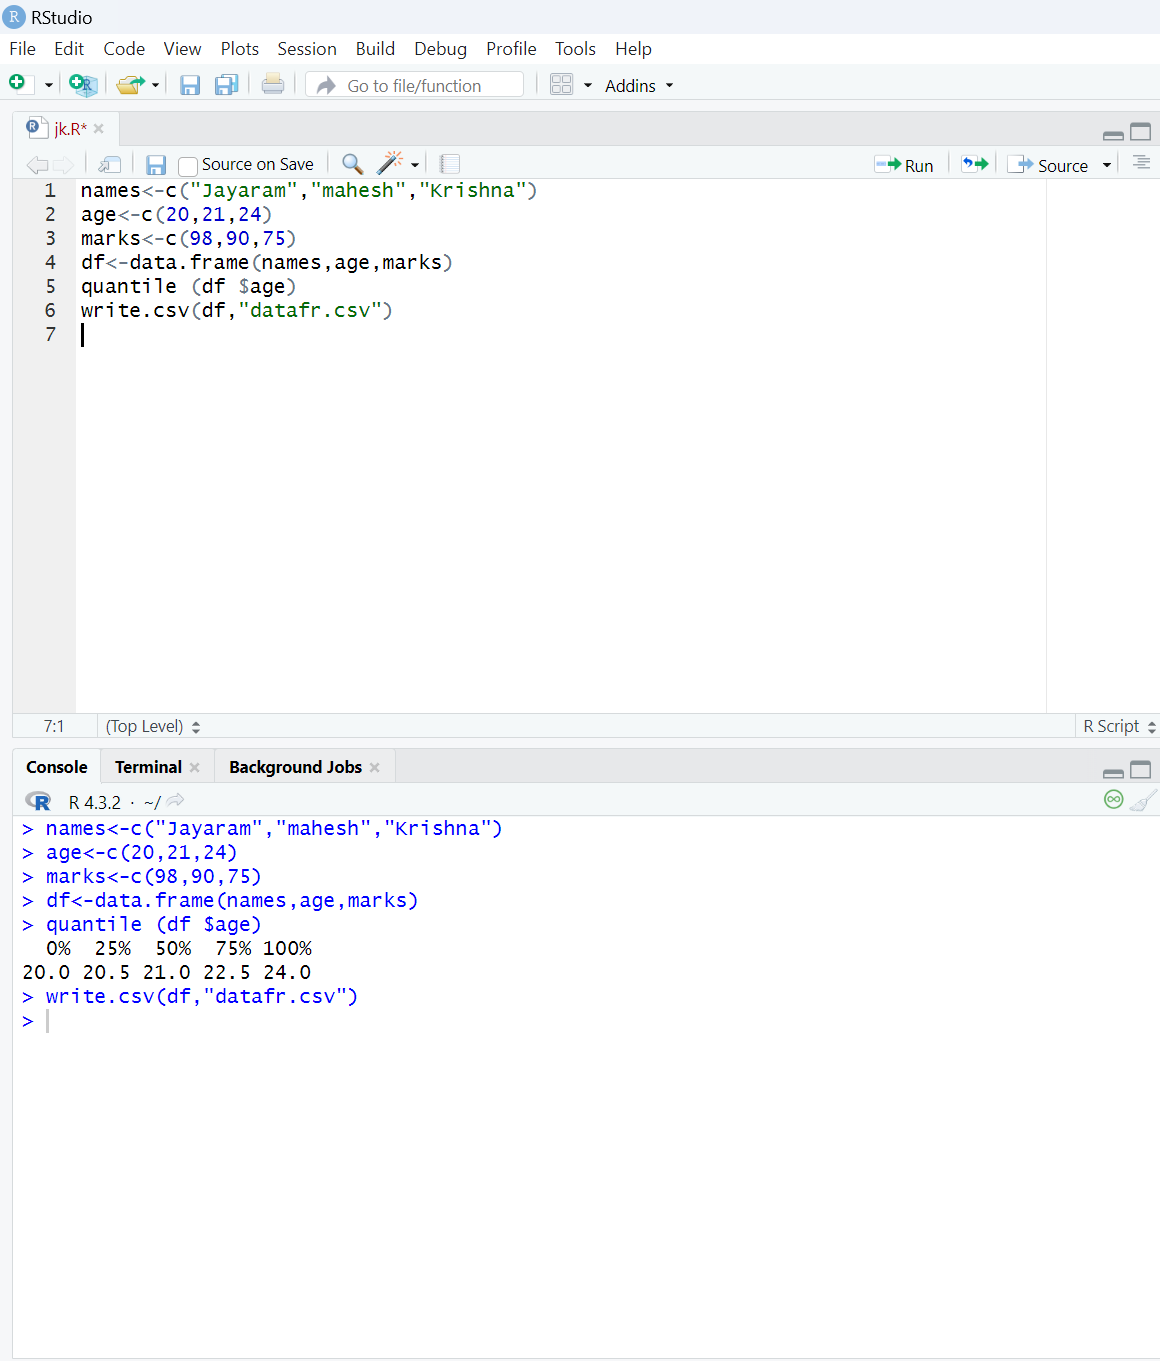 RStudio
File Edit Code View Plots Session Build Debug Profile Tools Help
Go to file/function Addins
jk.R*
Source on Save Run Source
1 names<-c("Jayaram","mahesh","Krishna")
2 age<-c(20,21,24)
3 marks<-c(98,90,75)
4 df<-data.frame(names,age,marks)
5 quantile (df $age)
6 write.csv(df,"datafr.csv")
7
7:1 (Top Level) R Script
Console Terminal Background Jobs
R R 4.3.2 · ~/
> names<-c("Jayaram","mahesh","Krishna")
> age<-c(20,21,24)
> marks<-c(98,90,75)
> df<-data.frame(names,age,marks)
> quantile (df $age)
0% 25% 50% 75% 100%
20.0 20.5 21.0 22.5 24.0
> write.csv(df,"datafr.csv")
>